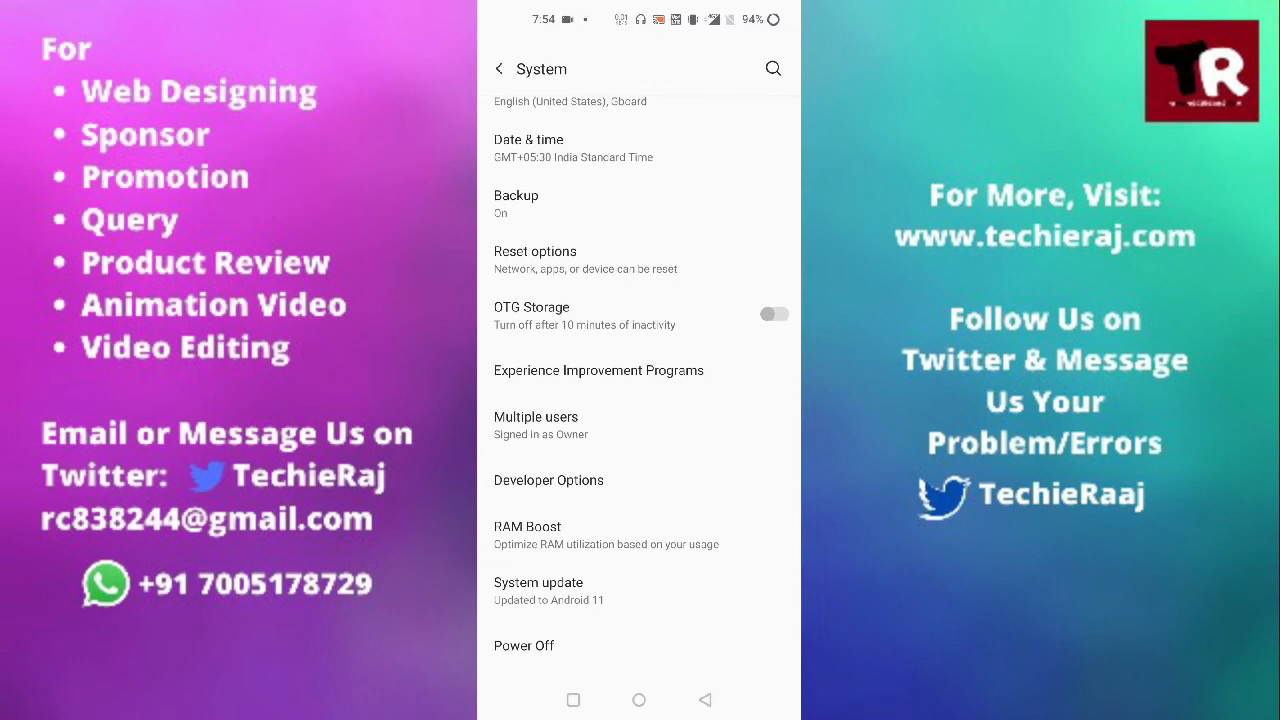 For
• Web Designing
• Sponsor
• Promotion
• Query
• Product Review
• Animation Video
• Video Editing
Email or Message Us on
Twitter: TechieRaj
rc838244@gmail.com
+91 7005178729
7:54
94%
System
English (United States), Gboard
Date & time
GMT+05:30 India Standard Time
Backup
On
Reset options
Network, apps, or device can be reset
OTG Storage
Turn off after 10 minutes of inactivity
Experience Improvement Programs
Multiple users
Signed in as Owner
Developer Options
RAM Boost
Optimize RAM utilization based on your usage
System update
Updated to Android 11
Power Off
TR
For More, Visit:
www.techieraj.com
Follow Us on
Twitter & Message
Us Your
Problem/Errors
TechieRaaj